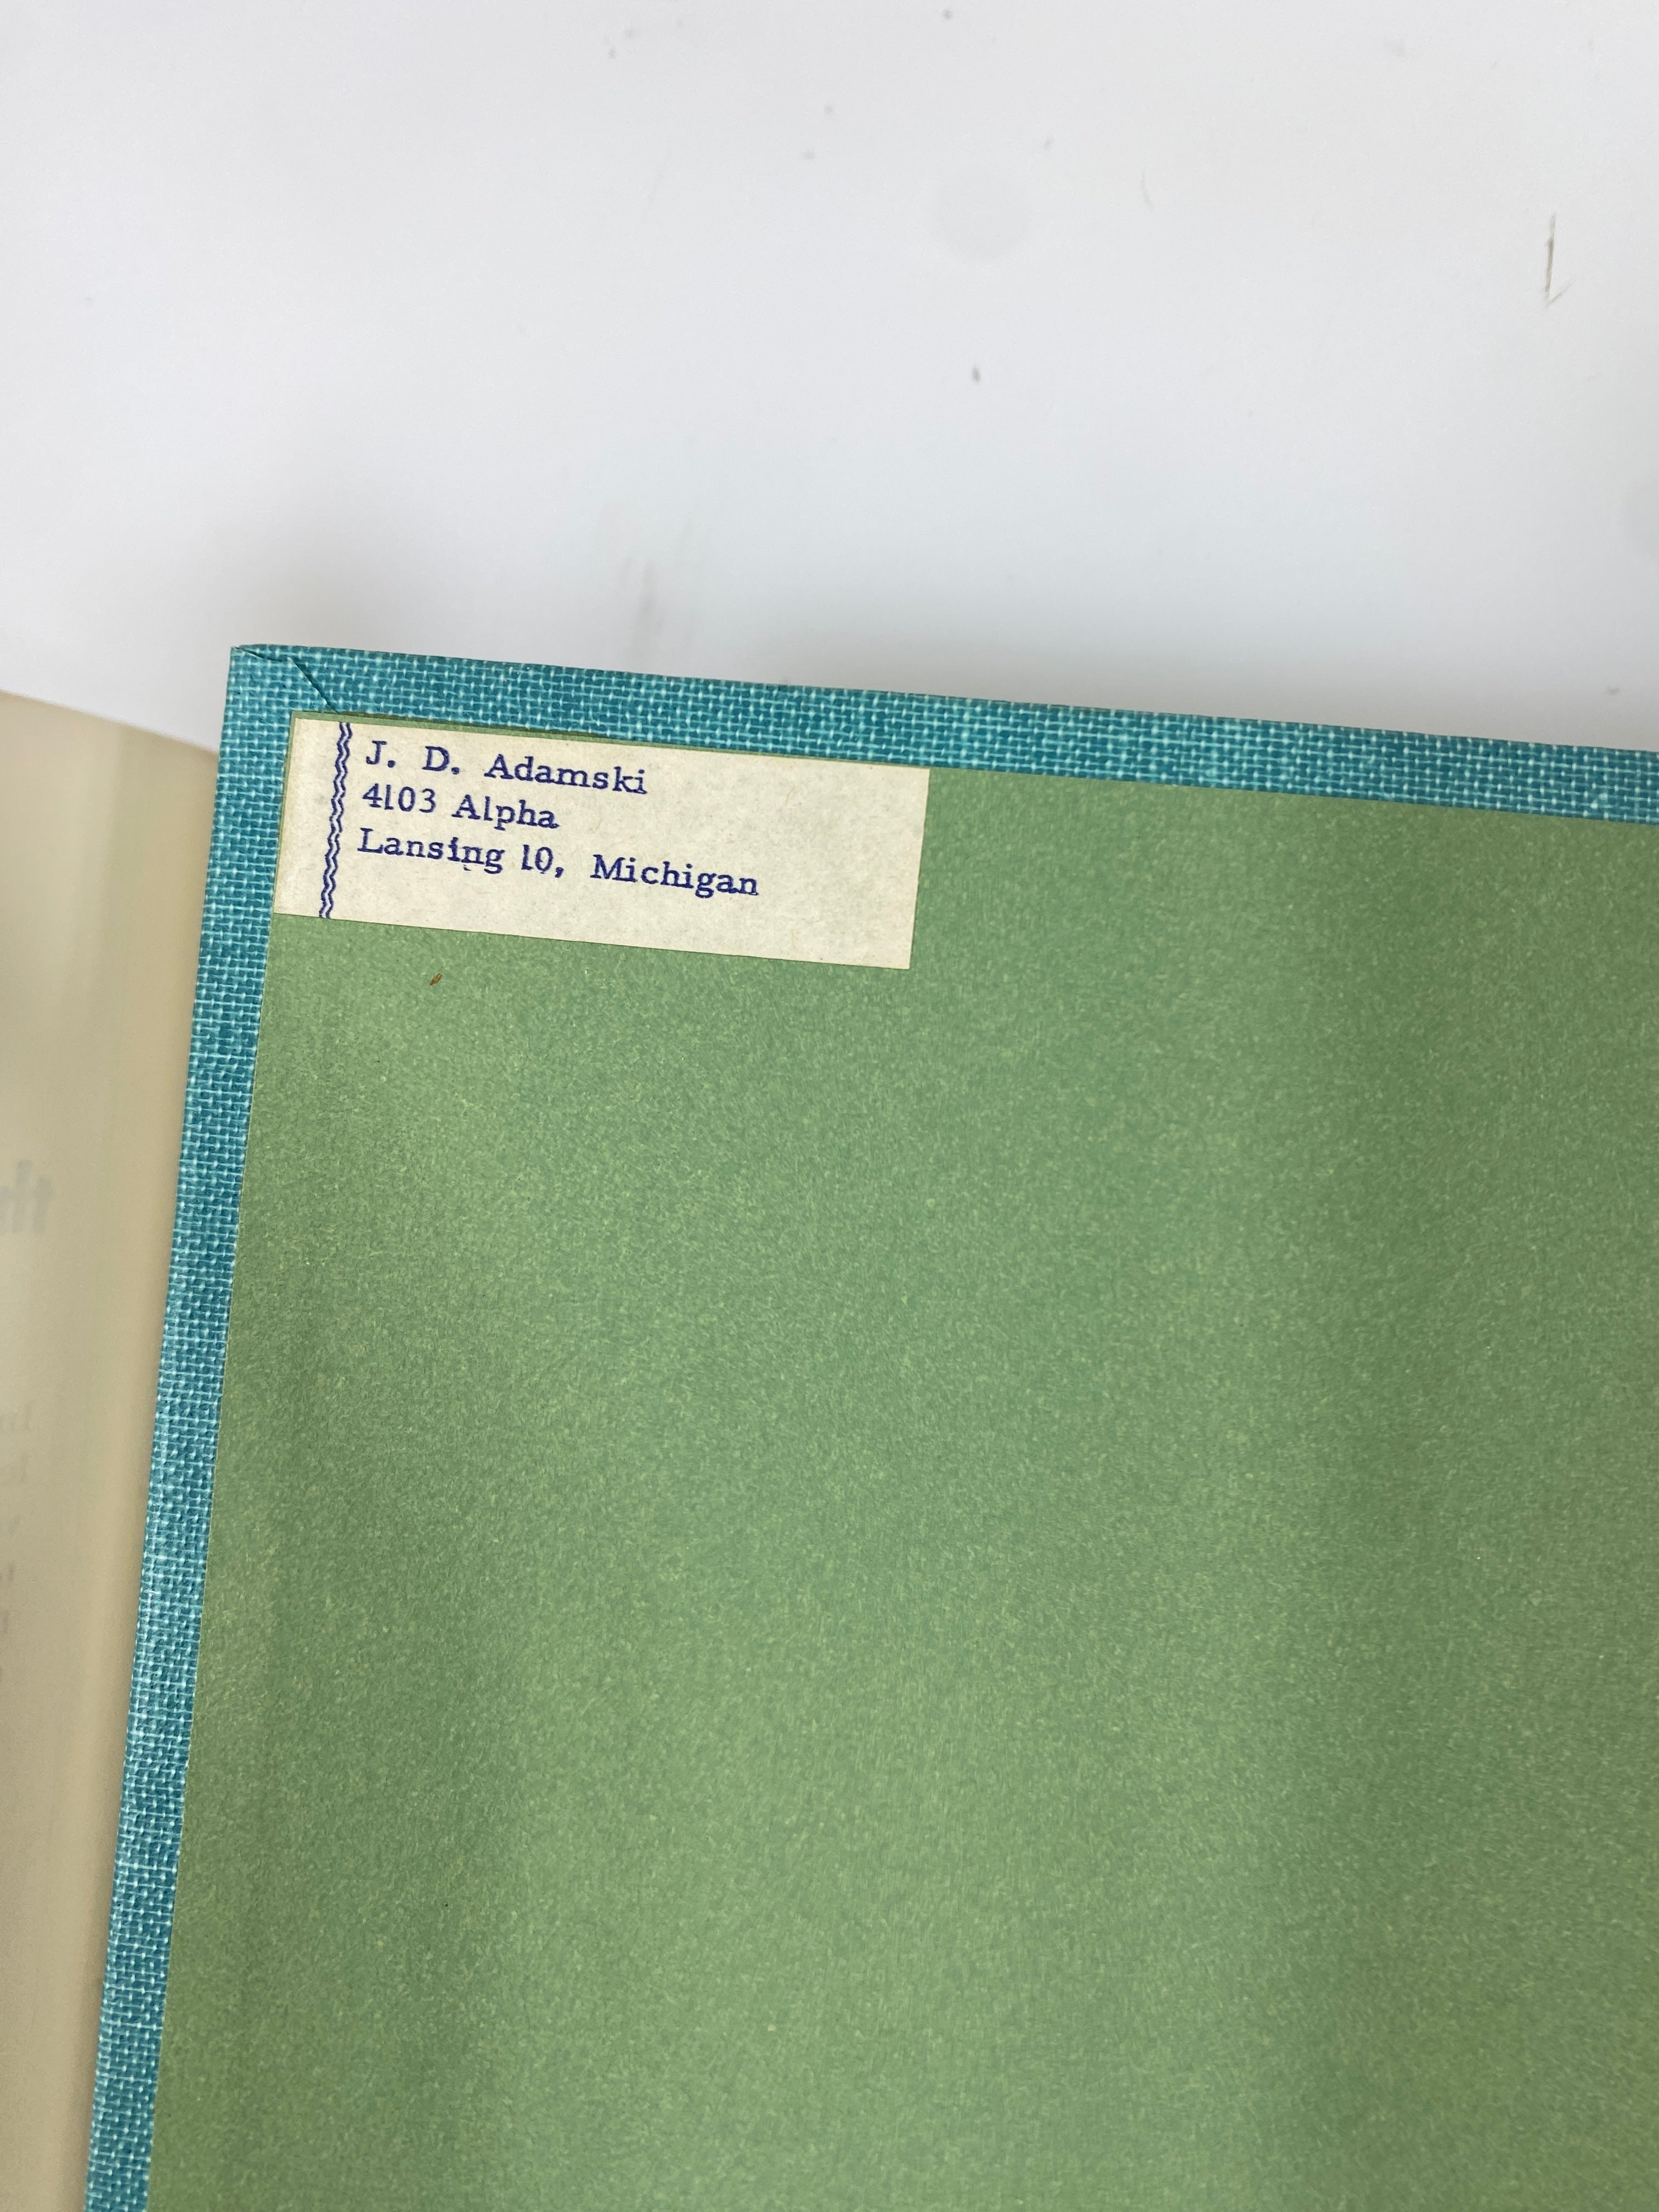 J. D. Adamski
4103 Alpha
Lansing 10, Michigan